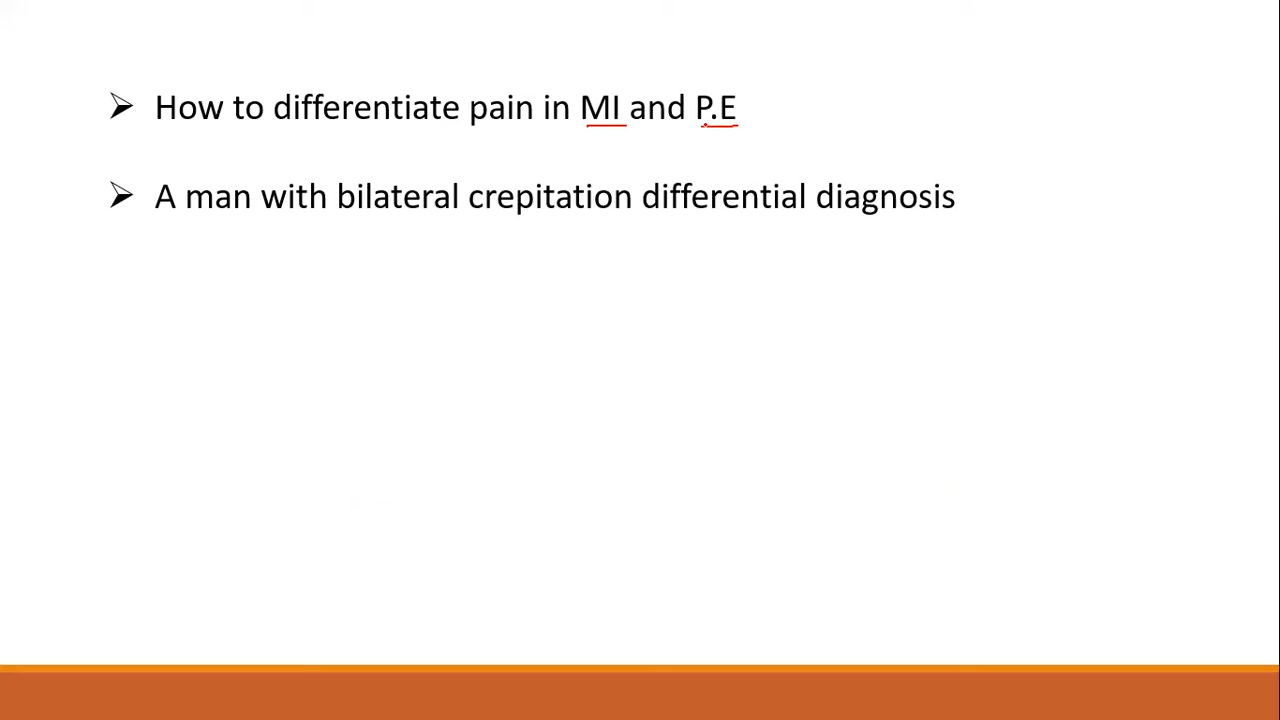 How to differentiate pain in MI and P.E
A man with bilateral crepitation differential diagnosis